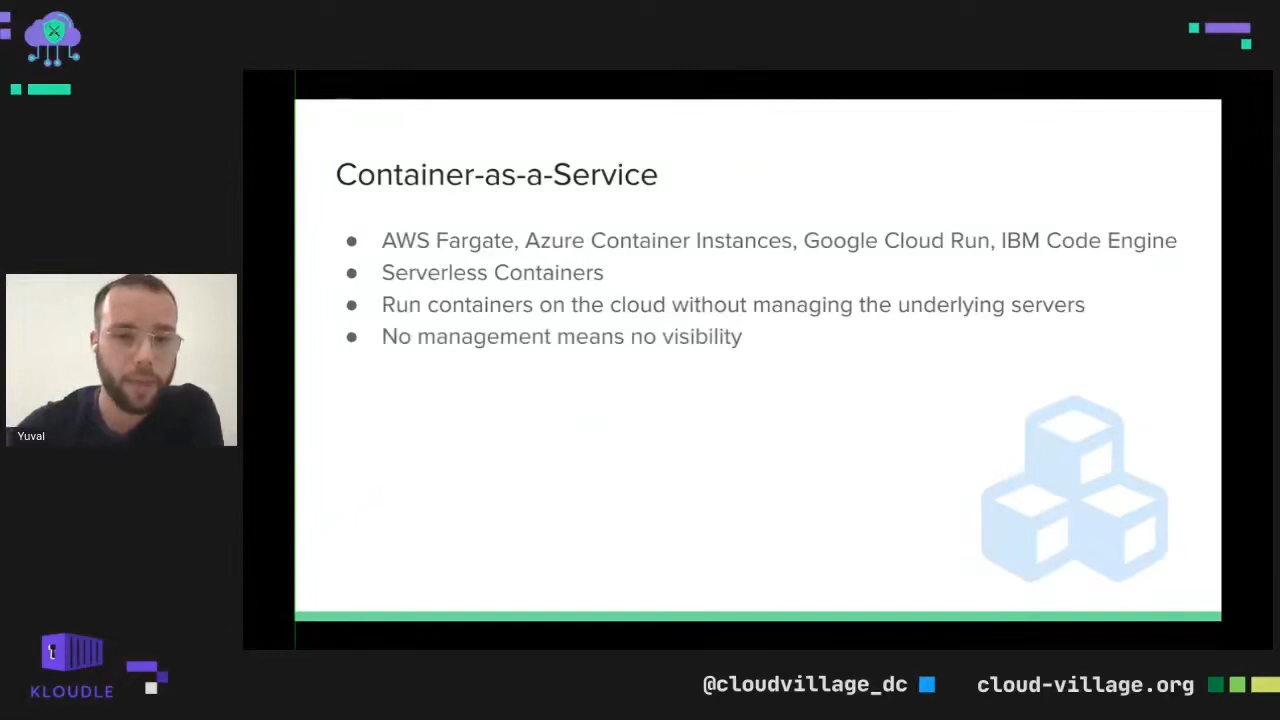 Container-as-a-Service
● AWS Fargate, Azure Container Instances, Google Cloud Run, IBM Code Engine
● Serverless Containers
● Run containers on the cloud without managing the underlying servers
● No management means no visibility
Yuval
KLOUDLE
@cloudvillage_dc
cloud-village.org